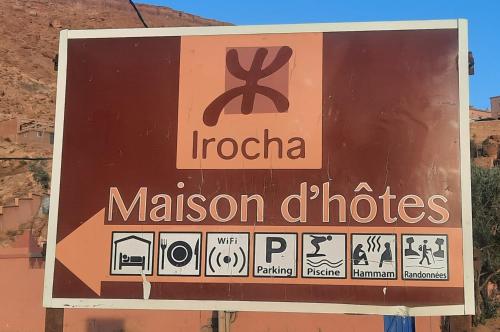 Irocha
Maison d'hôtes
WiFi
P
Parking
Piscine
Hammam
Randonnées